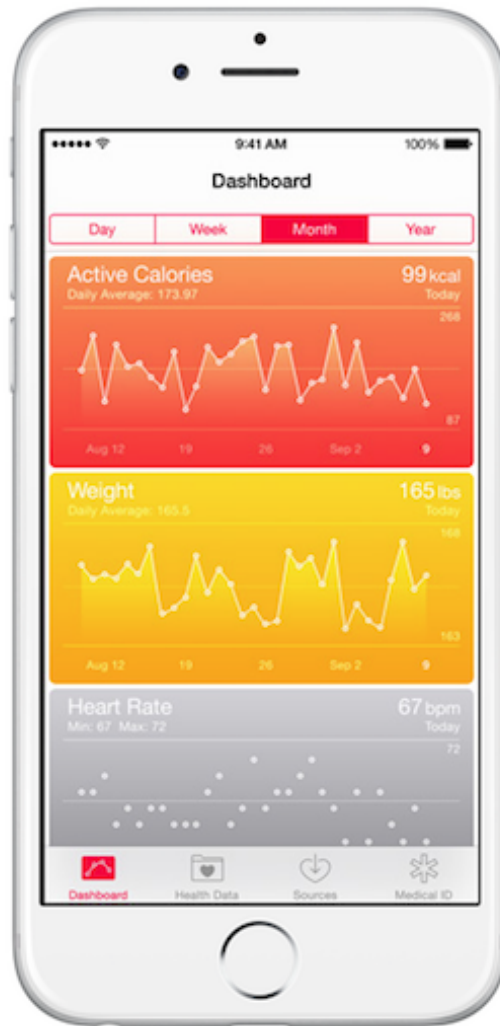 9:41 AM 100%
Dashboard
Day Week Month Year
Active Calories 99 kcal
Daily Average: 173.97 Today
268
87
Aug 12 19 26 Sep 2 9
Weight 165 lbs
Daily Average: 165.5 Today
168
163
Aug 12 19 26 Sep 2 9
Heart Rate 67 bpm
Min: 67 Max: 72 Today
72
Dashboard Health Data Sources Medical ID